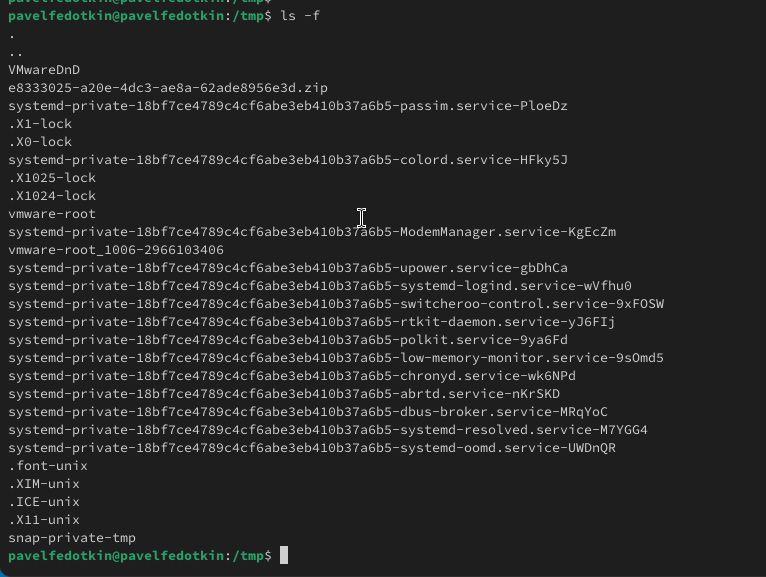 pavelfedotkin@pavelfedotkin:/tmp$ ls -f
.
..
VMwareDnD
e8333025-a20e-4dc3-ae8a-62ade8956e3d.zip
systemd-private-18bf7ce4789c4cf6abe3eb410b37a6b5-passim.service-PloeDz
.X1-lock
.X0-lock
systemd-private-18bf7ce4789c4cf6abe3eb410b37a6b5-colord.service-HFky5J
.X1025-lock
.X1024-lock
vmware-root
systemd-private-18bf7ce4789c4cf6abe3eb410b37a6b5-ModemManager.service-KgEcZm
vmware-root_1006-2966103406
systemd-private-18bf7ce4789c4cf6abe3eb410b37a6b5-upower.service-gbDhCa
systemd-private-18bf7ce4789c4cf6abe3eb410b37a6b5-systemd-logind.service-wVfhu0
systemd-private-18bf7ce4789c4cf6abe3eb410b37a6b5-switcheroo-control.service-9xFOSW
systemd-private-18bf7ce4789c4cf6abe3eb410b37a6b5-rtkit-daemon.service-yJ6FIj
systemd-private-18bf7ce4789c4cf6abe3eb410b37a6b5-polkit.service-9ya6Fd
systemd-private-18bf7ce4789c4cf6abe3eb410b37a6b5-low-memory-monitor.service-9sOmd5
systemd-private-18bf7ce4789c4cf6abe3eb410b37a6b5-chronyd.service-wk6NPd
systemd-private-18bf7ce4789c4cf6abe3eb410b37a6b5-abrtd.service-nKrSKD
systemd-private-18bf7ce4789c4cf6abe3eb410b37a6b5-dbus-broker.service-MRqYoC
systemd-private-18bf7ce4789c4cf6abe3eb410b37a6b5-systemd-resolved.service-M7YGG4
systemd-private-18bf7ce4789c4cf6abe3eb410b37a6b5-systemd-oomd.service-UWDnQR
.font-unix
.XIM-unix
.ICE-unix
.X11-unix
snap-private-tmp
pavelfedotkin@pavelfedotkin:/tmp$